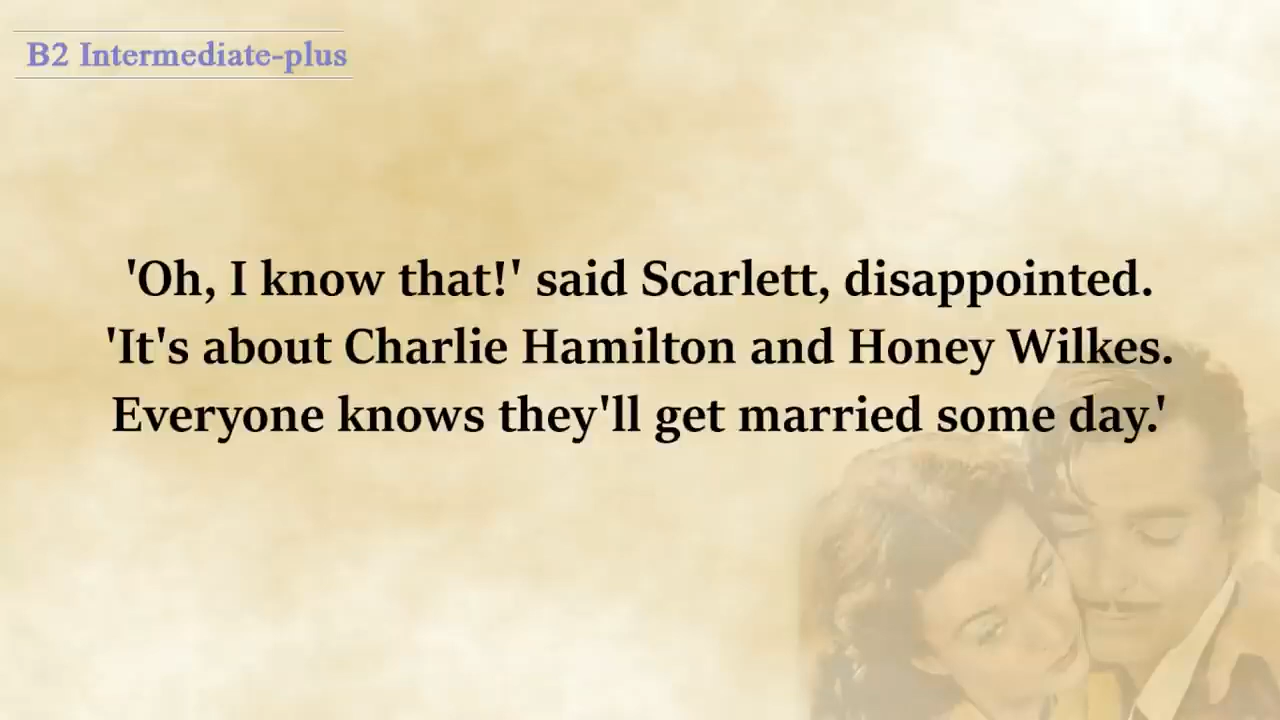 B2 Intermediate-plus
'Oh, I know that!' said Scarlett, disappointed.
'It's about Charlie Hamilton and Honey Wilkes.
Everyone knows they'll get married some day.'